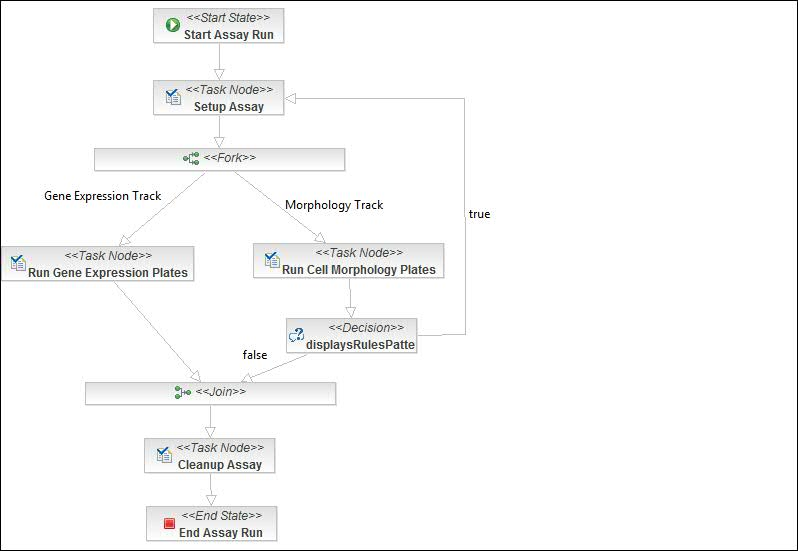 <<Start State>>
Start Assay Run
<<Task Node>>
Setup Assay
<<Fork>>
Gene Expression Track
Morphology Track
true
<<Task Node>>
Run Gene Expression Plates
<<Task Node>>
Run Cell Morphology Plates
<<Decision>>
displaysRulesPatte
false
<<Join>>
<<Task Node>>
Cleanup Assay
<<End State>>
End Assay Run